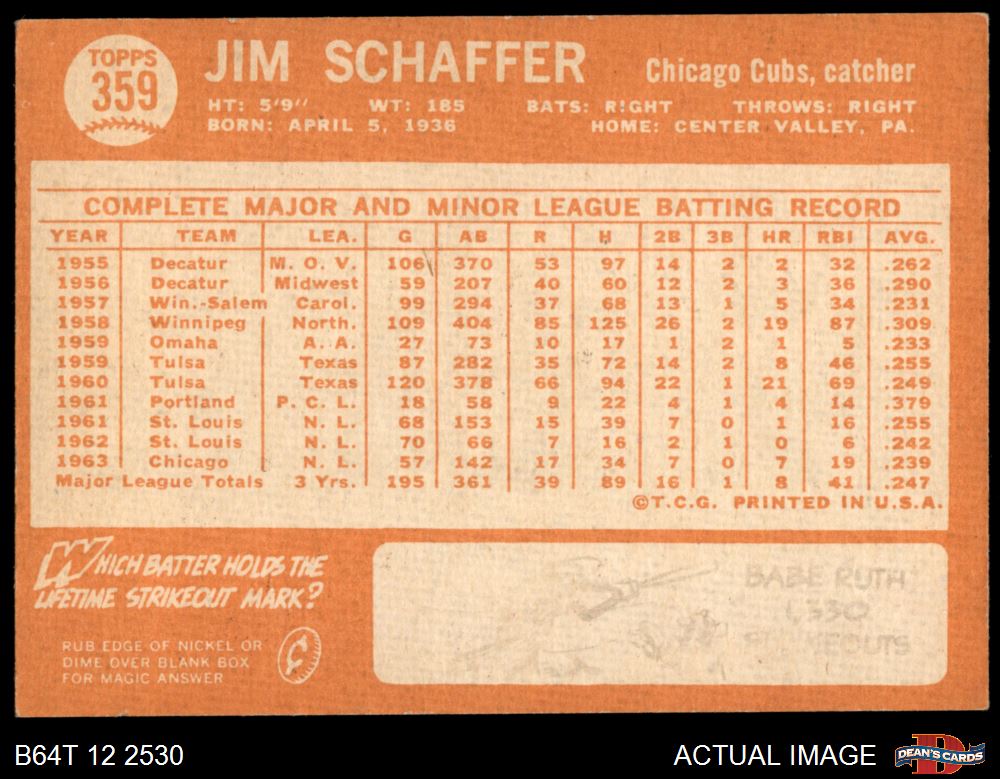 TOPPS
359
JIM SCHAFFER
Chicago Cubs, catcher
HT: 5'9" WT: 185 BATS: RIGHT THROWS: RIGHT
BORN: APRIL 5, 1936 HOME: CENTER VALLEY, PA.
COMPLETE MAJOR AND MINOR LEAGUE BATTING RECORD
YEAR TEAM LEA. G AB R H 2B 3B HR RBI AVG.
1955 Decatur M. O. V. 106 370 53 97 14 2 2 32 .262
1956 Decatur Midwest 59 207 40 60 12 2 3 36 .290
1957 Win.-Salem Carol. 99 294 37 68 13 1 5 34 .231
1958 Winnipeg North. 109 404 85 125 26 2 19 87 .309
1959 Omaha A. A. 27 73 10 17 1 2 1 5 .233
1959 Tulsa Texas 87 282 35 72 14 2 8 46 .255
1960 Tulsa Texas 120 378 66 94 22 1 21 69 .249
1961 Portland P. C. L. 18 58 9 22 4 1 4 14 .379
1961 St. Louis N. L. 68 153 15 39 7 0 1 16 .255
1962 St. Louis N. L. 70 66 7 16 2 1 0 6 .242
1963 Chicago N. L. 57 142 17 34 7 0 7 19 .239
Major League Totals 3 Yrs. 195 361 39 89 16 1 8 41 .247
©T.C.G. PRINTED IN U.S.A.
WHICH BATTER HOLDS THE
LIFETIME STRIKEOUT MARK?
RUB EDGE OF NICKEL OR
DIME OVER BLANK BOX
FOR MAGIC ANSWER
BABE RUTH
1,330
STRIKEOUTS
B64T 12 2530
ACTUAL IMAGE
DEAN'S CARDS